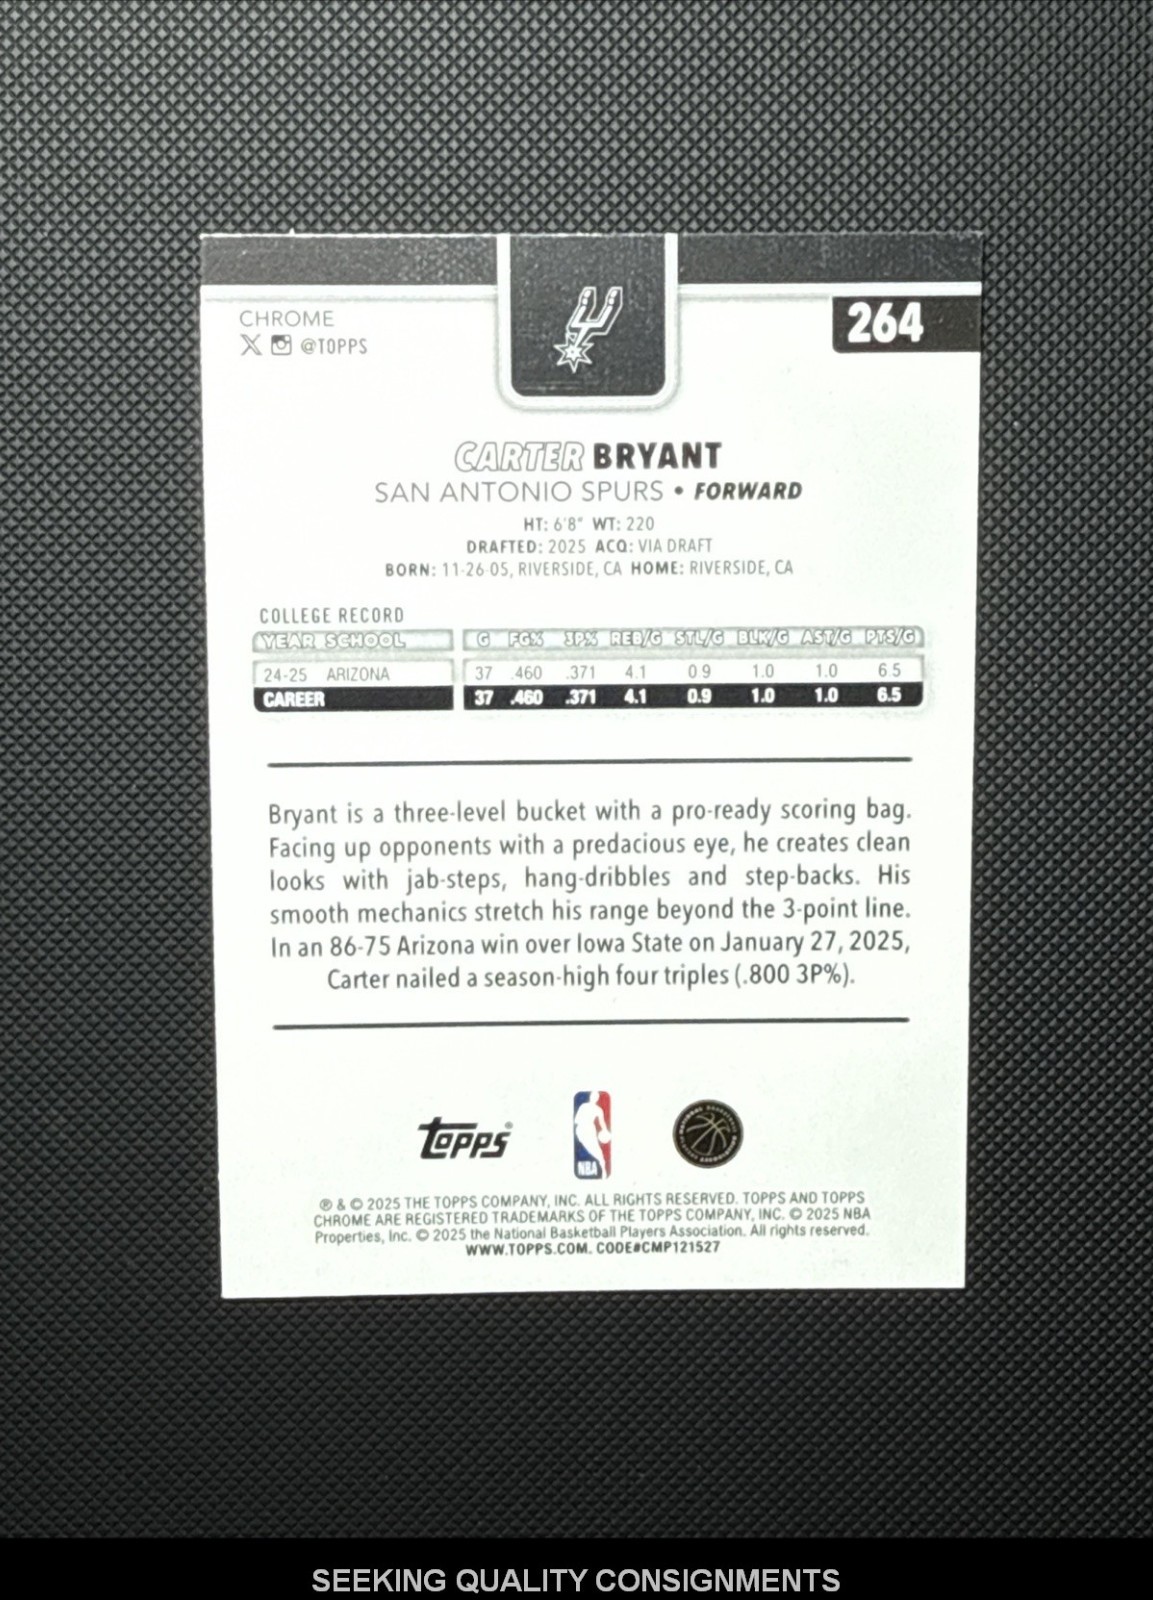 CHROME
@TOPPS
264
CARTER BRYANT
SAN ANTONIO SPURS • FORWARD
HT: 6'8" WT: 220
DRAFTED: 2025 ACQ: VIA DRAFT
BORN: 11-26-05, RIVERSIDE, CA HOME: RIVERSIDE, CA
COLLEGE RECORD
YEAR SCHOOL G FG% 3P% REB/G STL/G BLK/G AST/G PTS/G
24-25 ARIZONA 37 .460 .371 4.1 0.9 1.0 1.0 6.5
CAREER 37 .460 .371 4.1 0.9 1.0 1.0 6.5
Bryant is a three-level bucket with a pro-ready scoring bag.
Facing up opponents with a predacious eye, he creates clean
looks with jab-steps, hang-dribbles and step-backs. His
smooth mechanics stretch his range beyond the 3-point line.
In an 86-75 Arizona win over Iowa State on January 27, 2025,
Carter nailed a season-high four triples (.800 3P%).
Topps®
NBA
® & © 2025 THE TOPPS COMPANY, INC. ALL RIGHTS RESERVED. TOPPS AND TOPPS
CHROME ARE REGISTERED TRADEMARKS OF THE TOPPS COMPANY, INC. © 2025 NBA
Properties, Inc. © 2025 the National Basketball Players Association. All rights reserved.
WWW.TOPPS.COM. CODE#CMP121527
SEEKING QUALITY CONSIGNMENTS